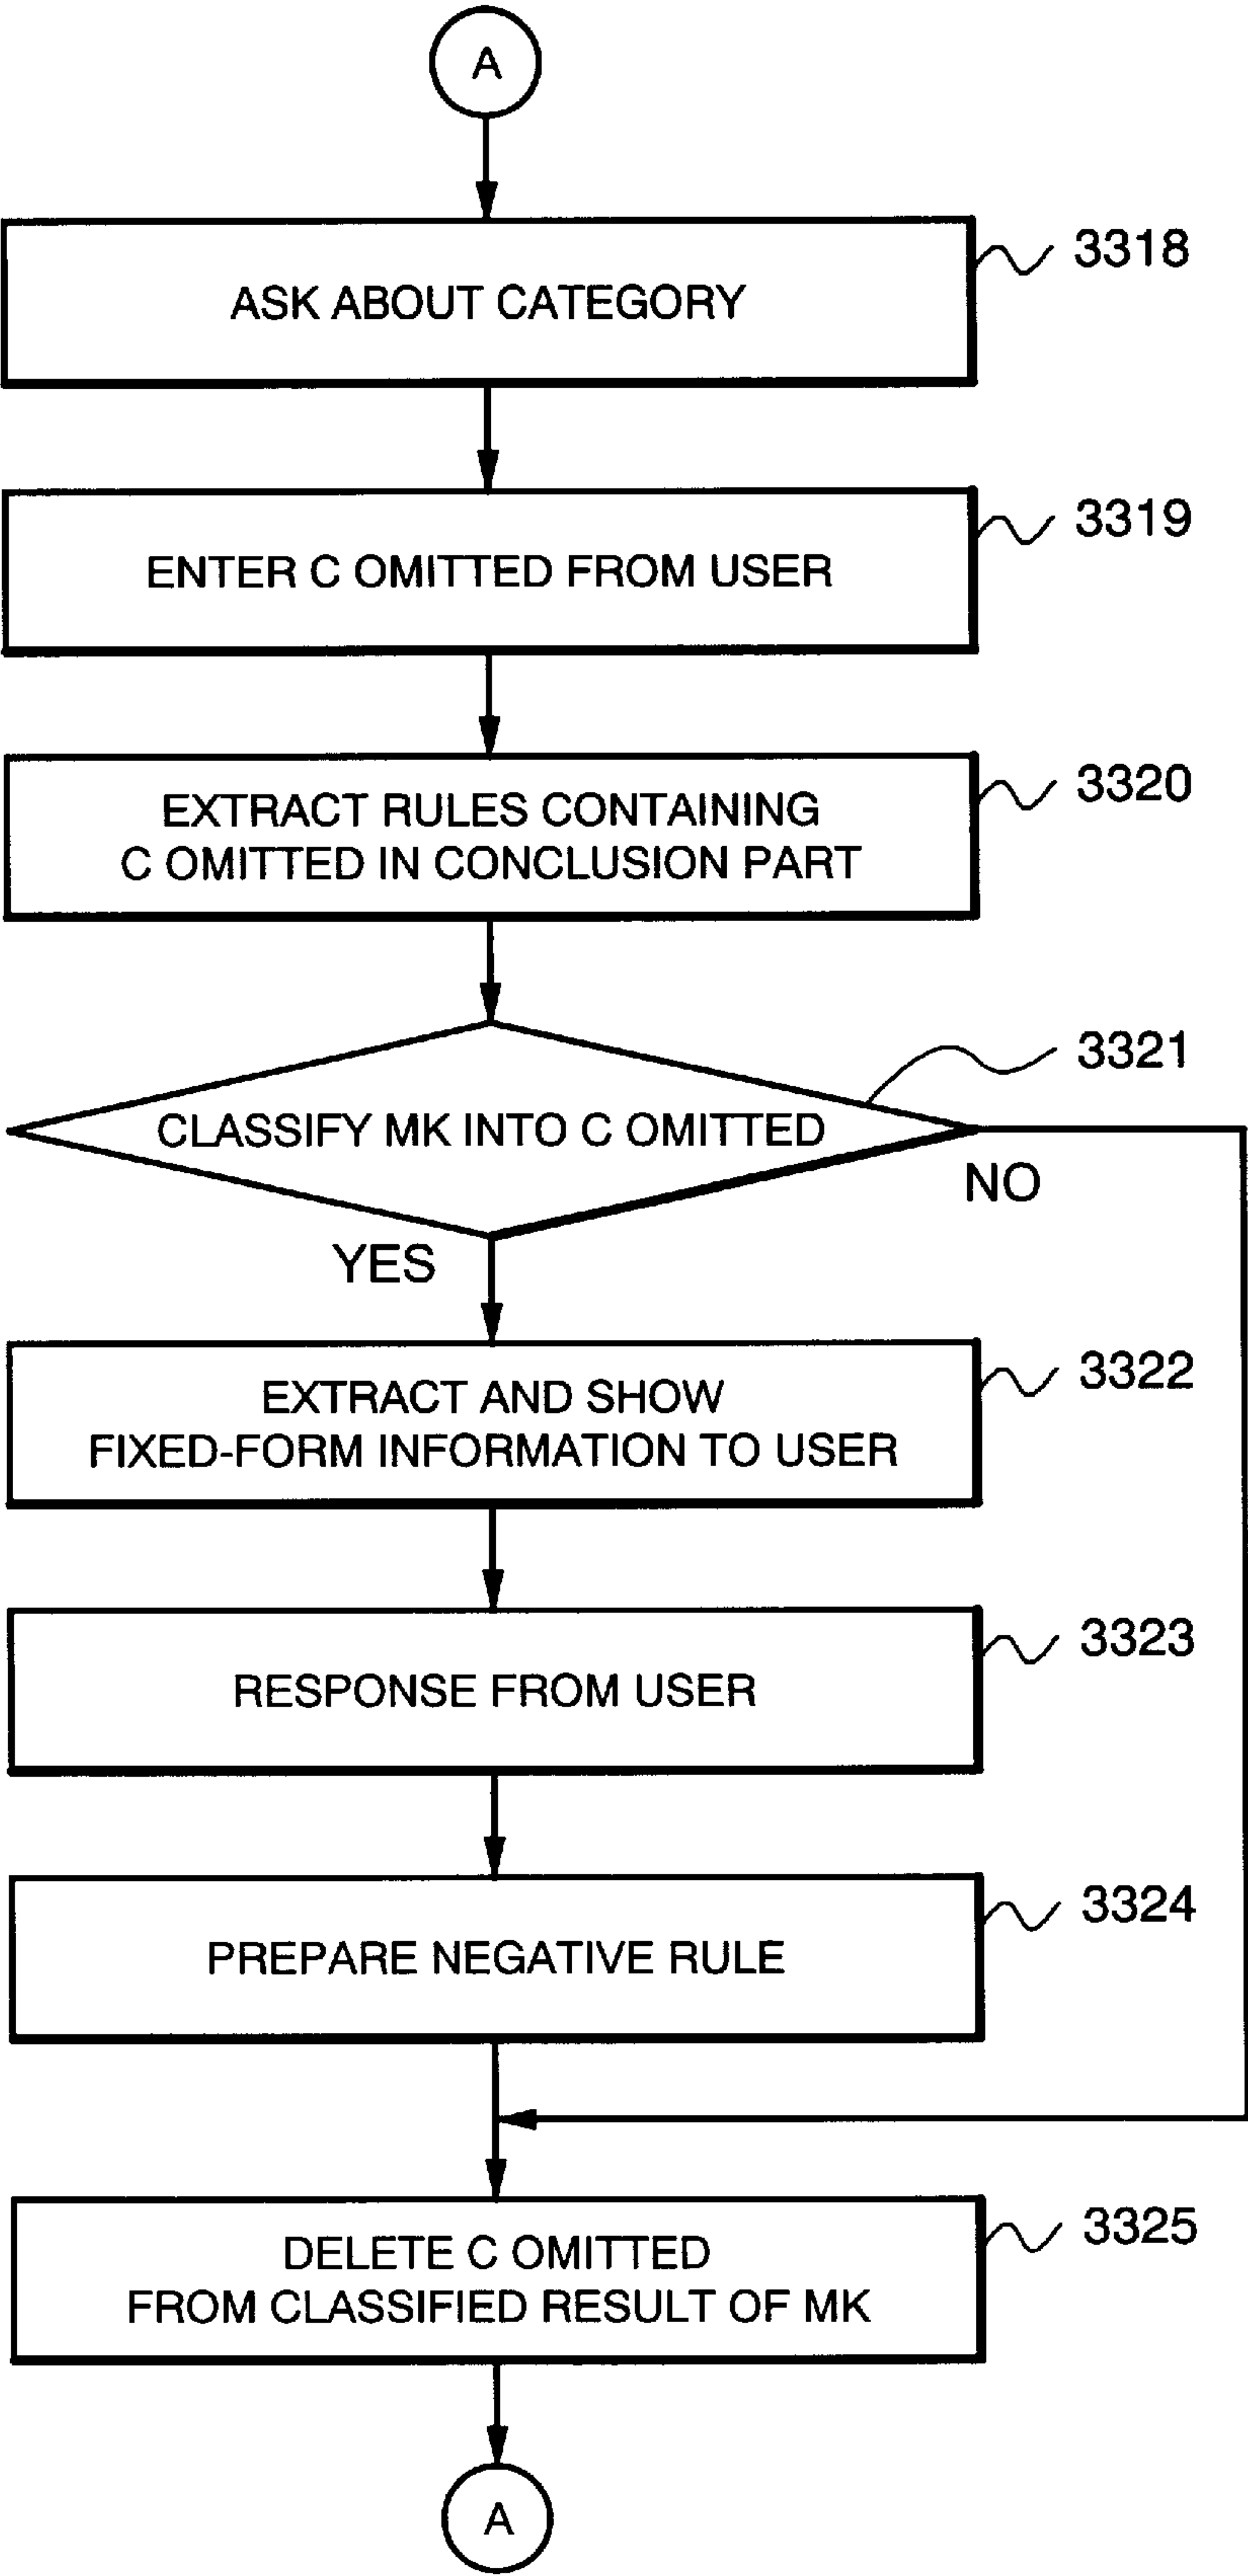 A
ASK ABOUT CATEGORY
3318
ENTER C OMITTED FROM USER
3319
EXTRACT RULES CONTAINING
C OMITTED IN CONCLUSION PART
3320
CLASSIFY MK INTO C OMITTED
3321
NO
YES
EXTRACT AND SHOW
FIXED-FORM INFORMATION TO USER
3322
RESPONSE FROM USER
3323
PREPARE NEGATIVE RULE
3324
DELETE C OMITTED
FROM CLASSIFIED RESULT OF MK
3325
A